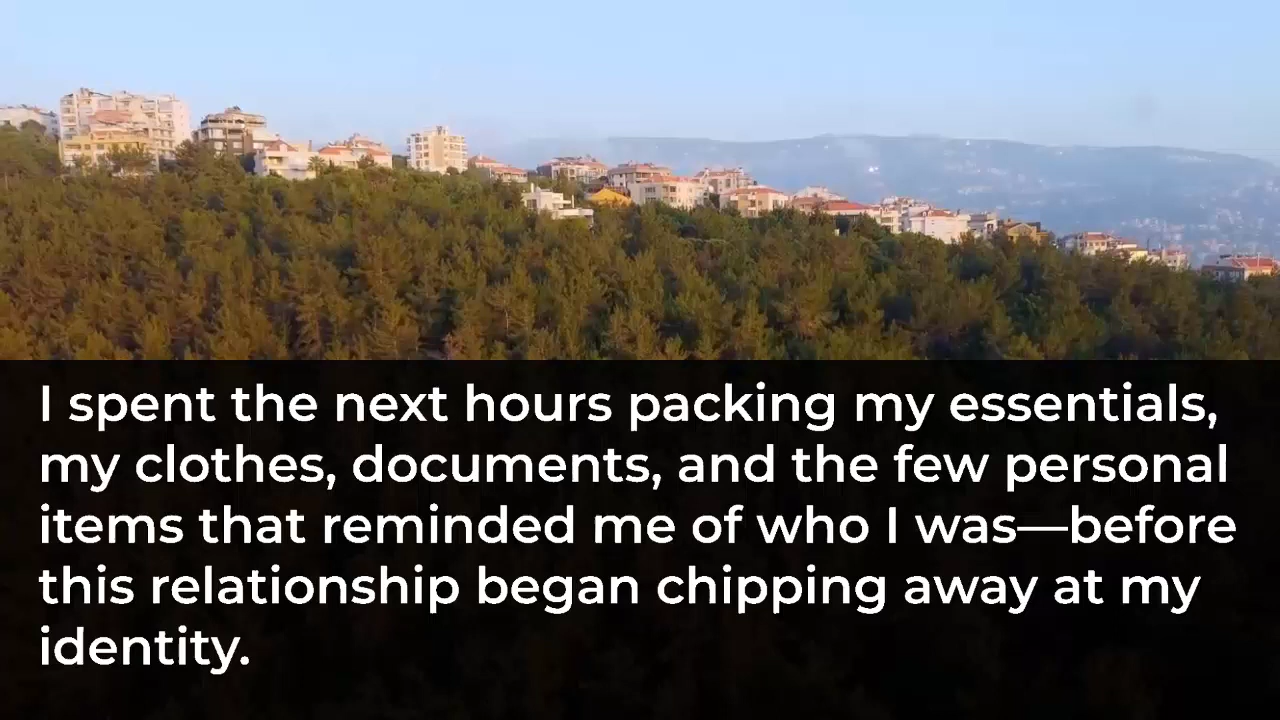 I spent the next hours packing my essentials,
my clothes, documents, and the few personal
items that reminded me of who I was—before
this relationship began chipping away at my
identity.